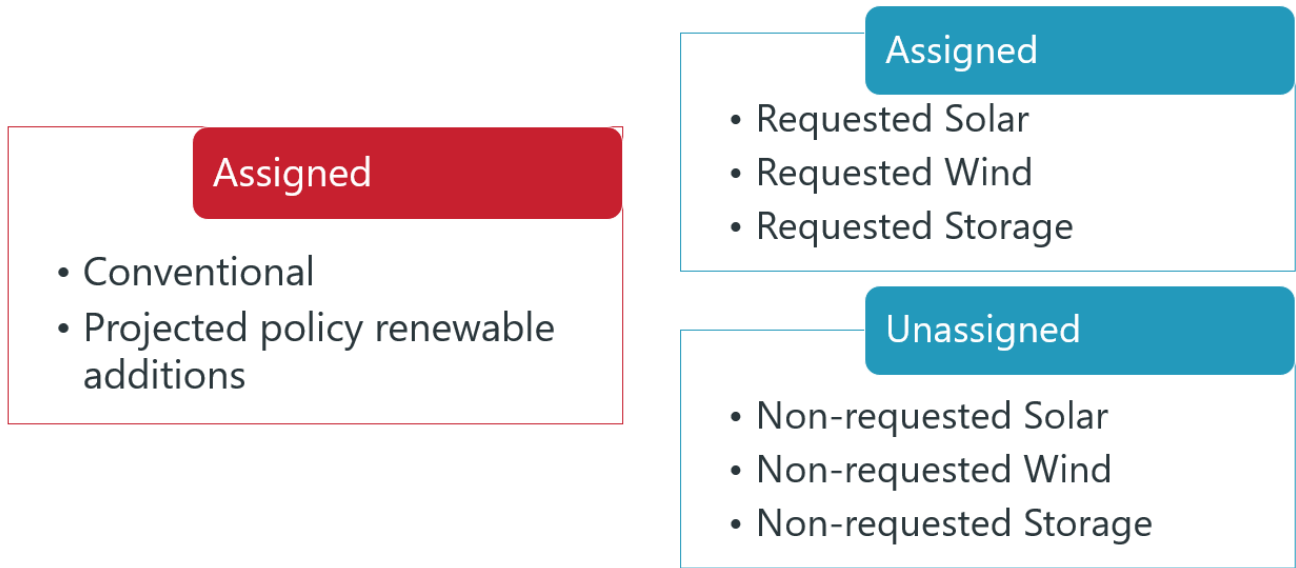 Assigned
• Conventional
• Projected policy renewable
additions
Assigned
• Requested Solar
• Requested Wind
• Requested Storage
Unassigned
• Non-requested Solar
• Non-requested Wind
• Non-requested Storage